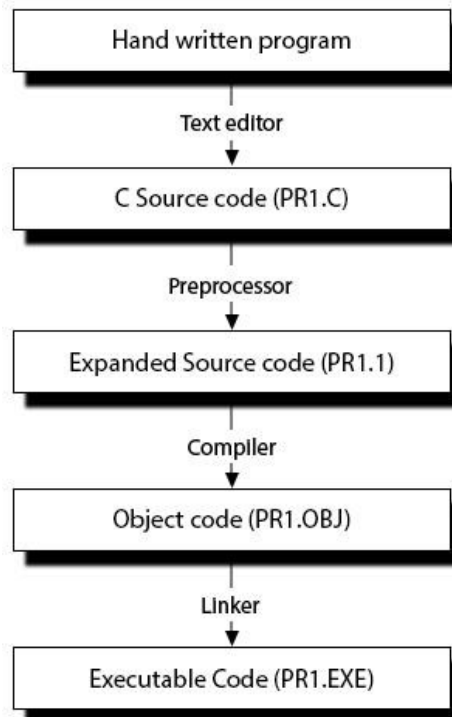 Hand written program
Text editor
C Source code (PR1.C)
Preprocessor
Expanded Source code (PR1.1)
Compiler
Object code (PR1.OBJ)
Linker
Executable Code (PR1.EXE)